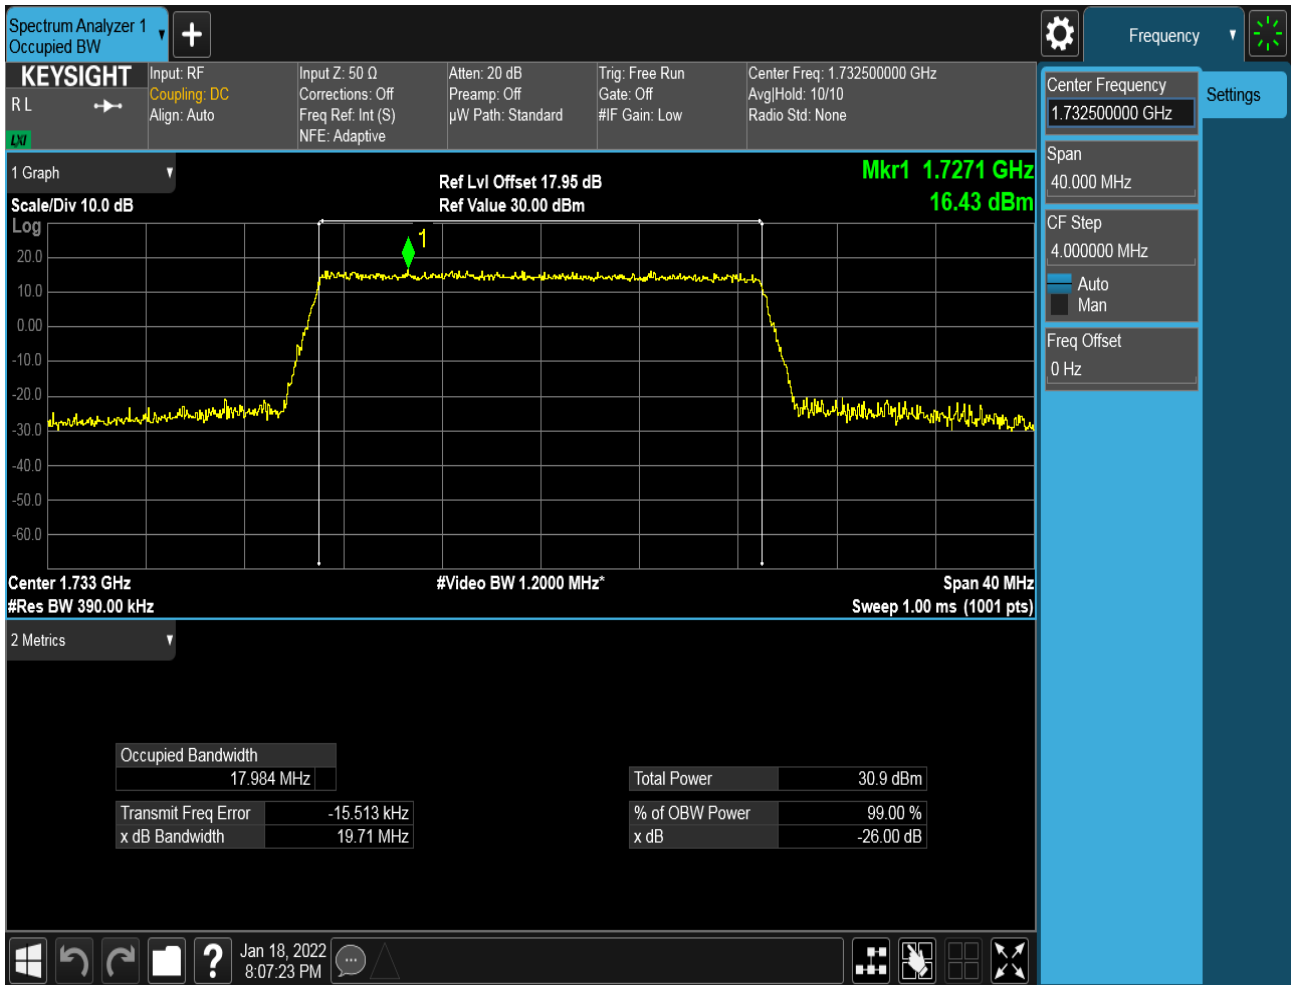 Spectrum Analyzer 1
Occupied BW
Frequency
KEYSIGHT
R L
LXI
Input: RF
Coupling: DC
Align: Auto
Input Z: 50 Ω
Corrections: Off
Freq Ref: Int (S)
NFE: Adaptive
Atten: 20 dB
Preamp: Off
µW Path: Standard
Trig: Free Run
Gate: Off
#IF Gain: Low
Center Freq: 1.732500000 GHz
Avg|Hold: 10/10
Radio Std: None
Center Frequency
1.732500000 GHz
Settings
Span
40.000 MHz
CF Step
4.000000 MHz
Auto
Man
Freq Offset
0 Hz
1 Graph
Scale/Div 10.0 dB
Ref Lvl Offset 17.95 dB
Ref Value 30.00 dBm
Mkr1 1.7271 GHz
16.43 dBm
Log
1
20.0
10.0
0.00
-10.0
-20.0
-30.0
-40.0
-50.0
-60.0
Center 1.733 GHz
#Video BW 1.2000 MHz*
Span 40 MHz
#Res BW 390.00 kHz
Sweep 1.00 ms (1001 pts)
2 Metrics
Occupied Bandwidth
17.984 MHz
Transmit Freq Error -15.513 kHz
x dB Bandwidth 19.71 MHz
Total Power 30.9 dBm
% of OBW Power 99.00 %
x dB -26.00 dB
?
Jan 18, 2022
8:07:23 PM